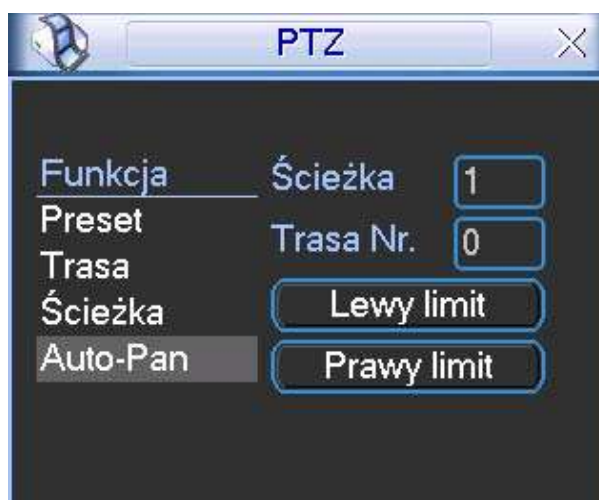 PTZ
Funkcja
Preset
Trasa
Ścieżka
Auto-Pan
Ścieżka 1
Trasa Nr. 0
Lewy limit
Prawy limit